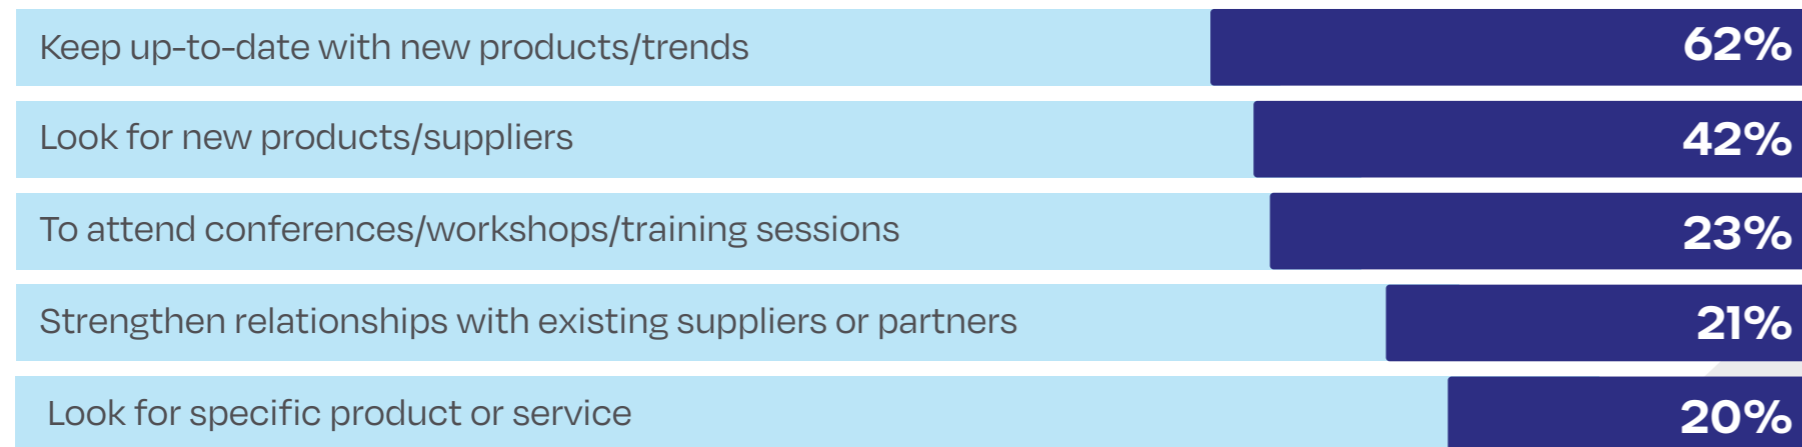 Keep up-to-date with new products/trends 62%
Look for new products/suppliers 42%
To attend conferences/workshops/training sessions 23%
Strengthen relationships with existing suppliers or partners 21%
Look for specific product or service 20%